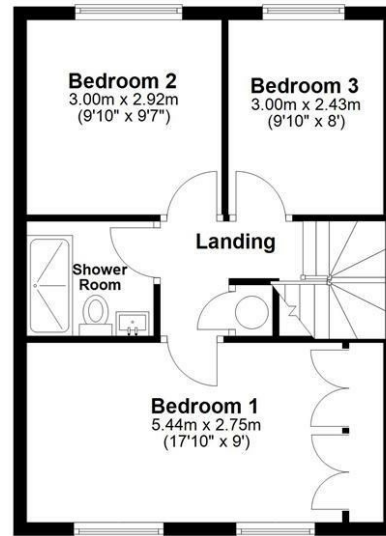 Bedroom 2
3.00m x 2.92m
(9'10" x 9'7")
Bedroom 3
3.00m x 2.43m
(9'10" x 8')
Landing
Shower
Room
Bedroom 1
5.44m x 2.75m
(17'10" x 9')